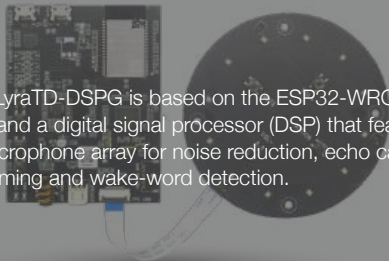 LyraTD-DSPG is based on the ESP32-WRO
and a digital signal processor (DSP) that fea
crophone array for noise reduction, echo ca
ming and wake-word detection.